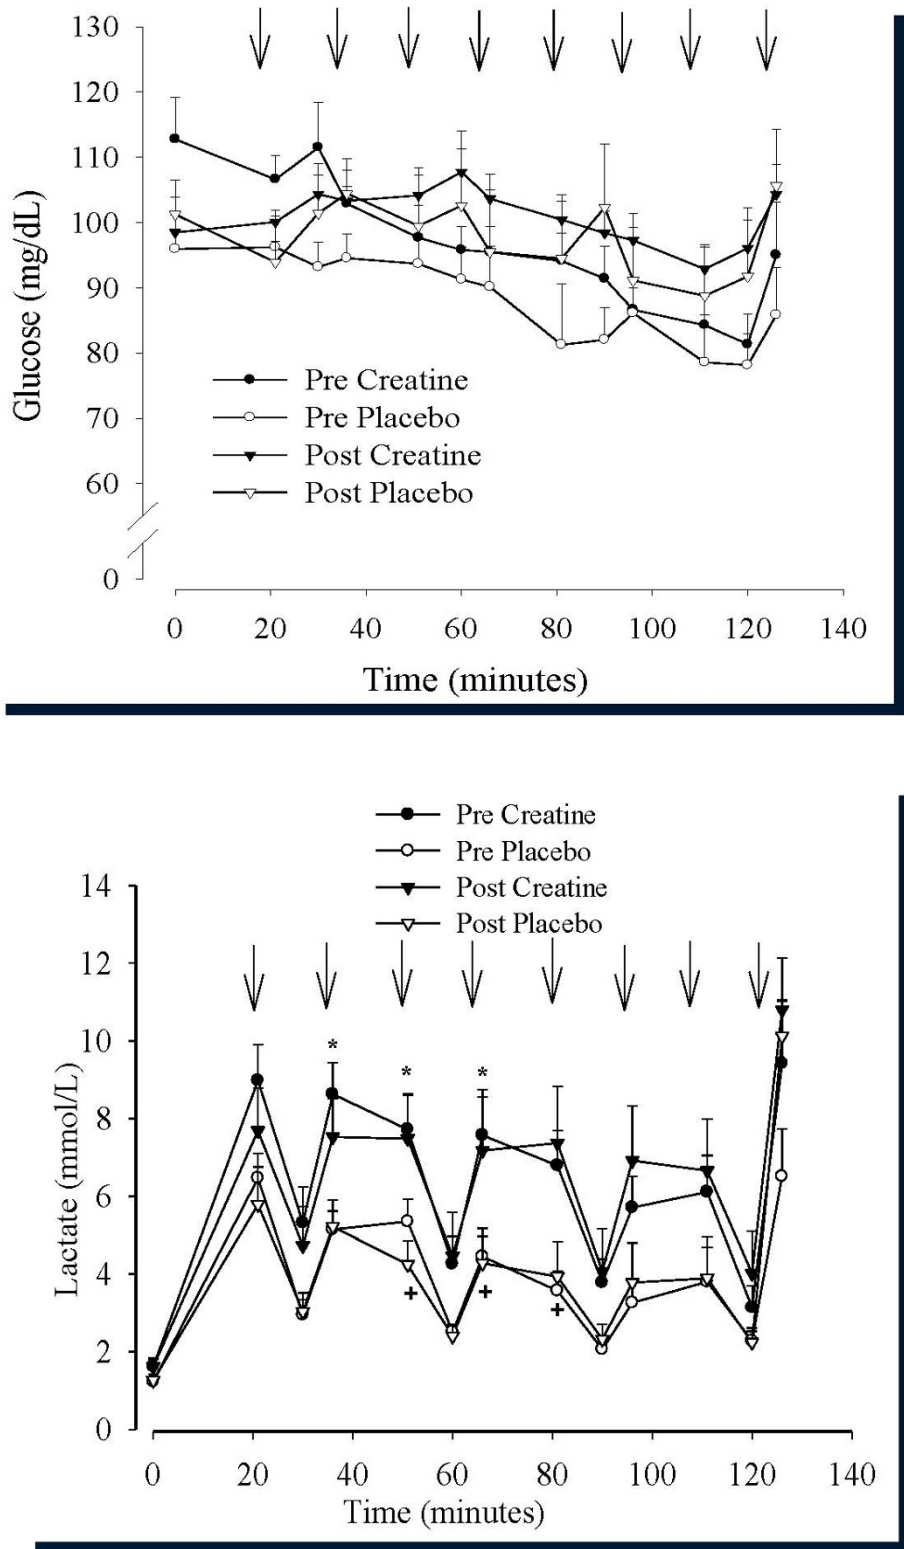 130
120
110
100
90
80
70
60
0
Glucose (mg/dL)
Pre Creatine
Pre Placebo
Post Creatine
Post Placebo
0 20 40 60 80 100 120 140
Time (minutes)
Pre Creatine
Pre Placebo
Post Creatine
Post Placebo
14
12
10
8
6
4
2
0
Lactate (mmol/L)
* * *
+ + +
0 20 40 60 80 100 120 140
Time (minutes)